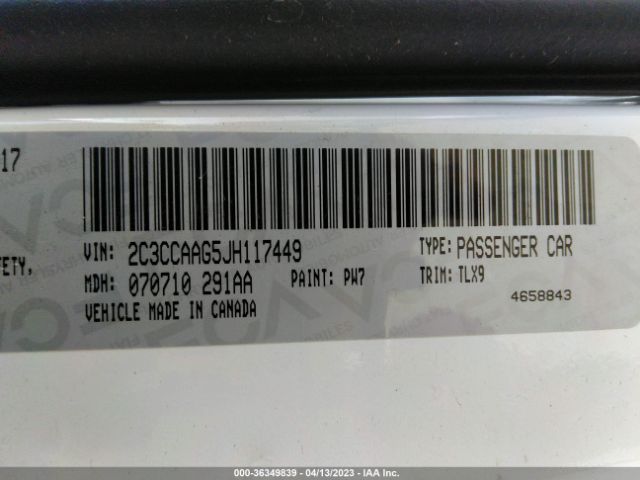 17
FETY,
VIN: 2C3CCAAG5JH117449 TYPE: PASSENGER CAR
MDH: 070710 291AA PAINT: PW7 TRIM: TLX9
VEHICLE MADE IN CANADA 4658843
000-36349839 - 04/13/2023 - IAA Inc.